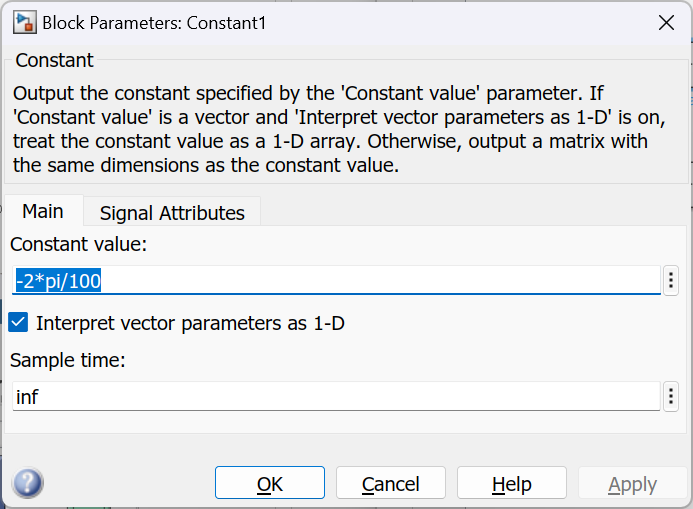 Block Parameters: Constant1
Constant
Output the constant specified by the 'Constant value' parameter. If
'Constant value' is a vector and 'Interpret vector parameters as 1-D' is on,
treat the constant value as a 1-D array. Otherwise, output a matrix with
the same dimensions as the constant value.
Main Signal Attributes
Constant value:
-2*pi/100
Interpret vector parameters as 1-D
Sample time:
inf
OK Cancel Help Apply